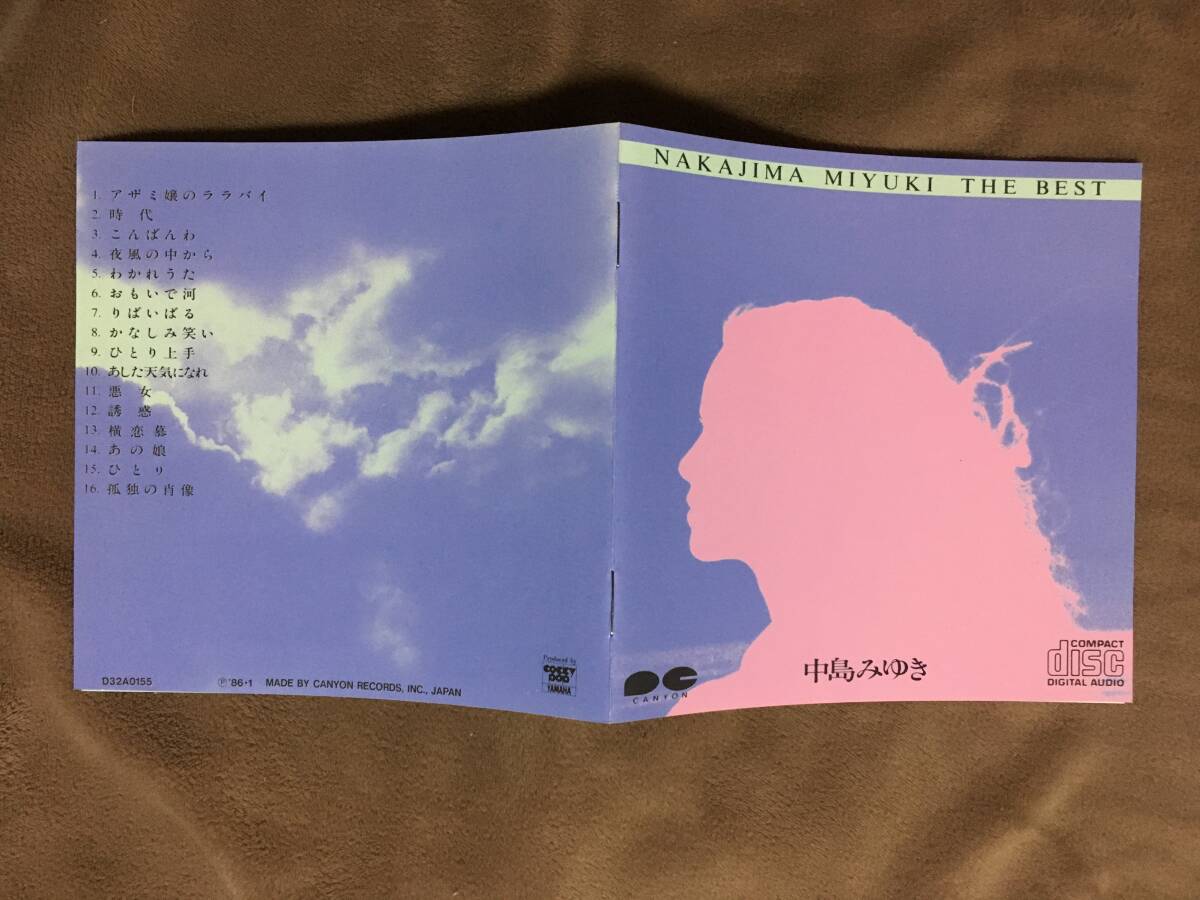 1. アザミ嬢のララバイ
2. 時代
3. こんばんわ
4. 夜風の中から
5. わかれうた
6. おもいで河
7. りばいばる
8. かなしみ笑い
9. ひとり上手
10. あした天気になれ
11. 悪女
12. 誘惑
13. 横恋慕
14. あの娘
15. ひとり
16. 孤独の肖像
Produced by
COCKY
POP
YAMAHA
D32A0155 Ⓟ'86•1 MADE BY CANYON RECORDS, INC., JAPAN
NAKAJIMA MIYUKI THE BEST
中島みゆき
CANYON
COMPACT
disc
DIGITAL AUDIO